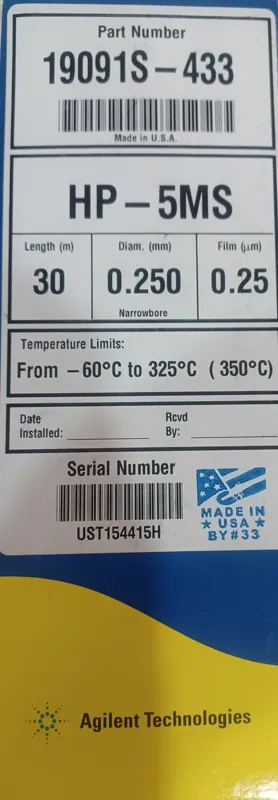 Part Number
19091S-433
Made in U.S.A.
HP-5MS
Length (m) Diam. (mm) Film (μm)
30 0.250 0.25
Narrowbore
Temperature Limits:
From -60°C to 325°C (350°C)
Date Installed: Rcvd By:
Serial Number
UST154415H
MADE IN
★ USA ★
BY#33
Agilent Technologies